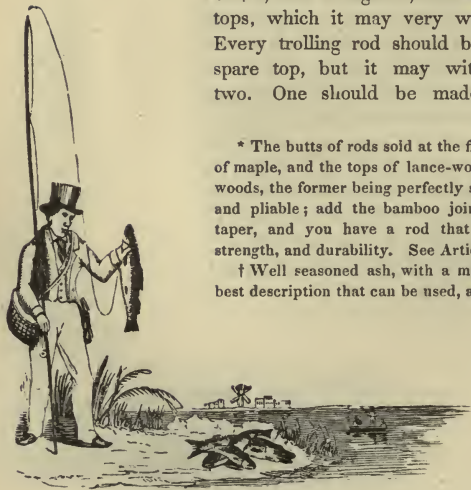 tops, which it may very w
Every trolling rod should b
spare top, but it may wit
two. One should be mad
* The butts of rods sold at the f
of maple, and the tops of lance-wo
woods, the former being perfectly
and pliable; add the bamboo join
taper, and you have a rod that
strength, and durability. See Artic
† Well seasoned ash, with a m
best description that can be used, a